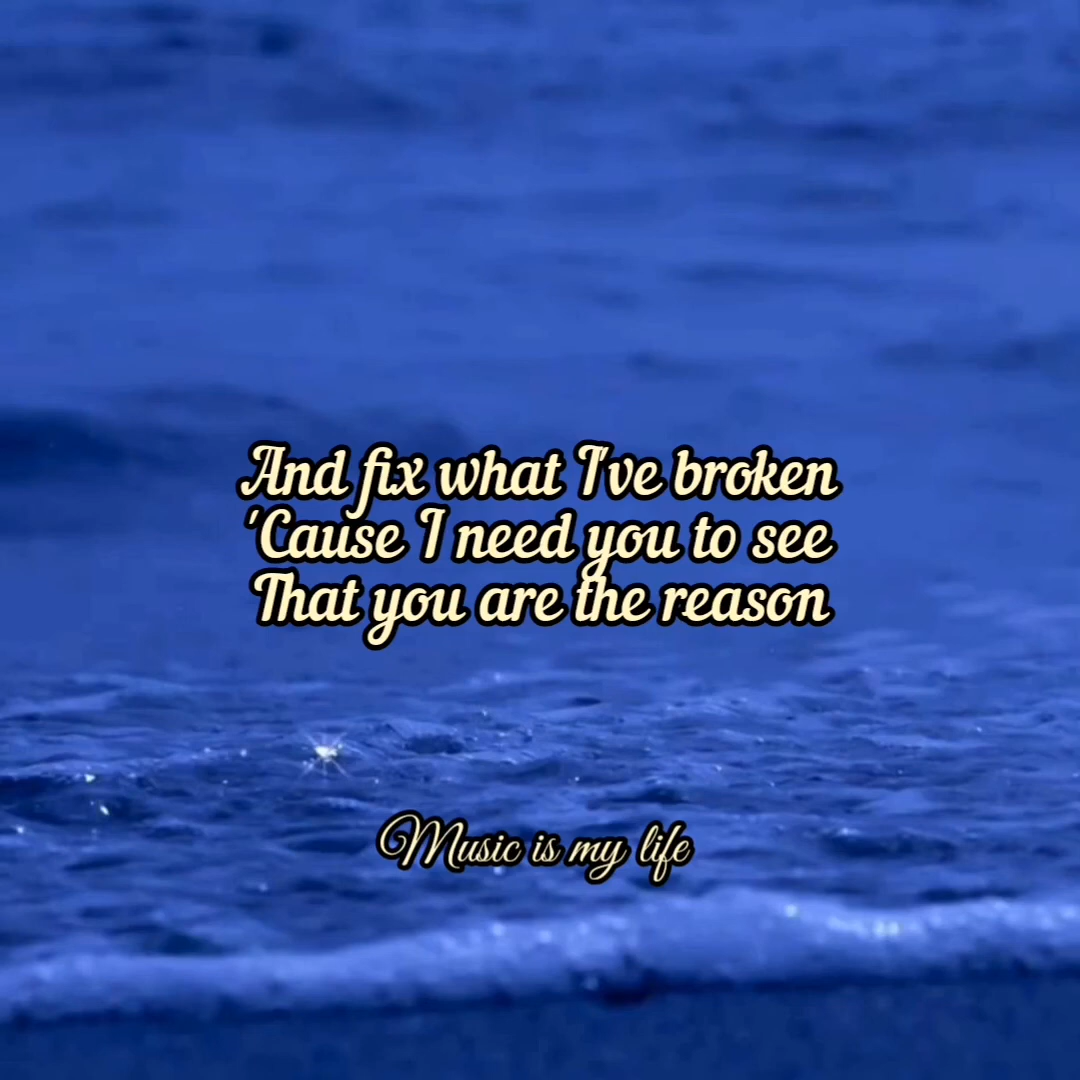 And fix what I've broken
'Cause I need you to see
That you are the reason
Music is my life